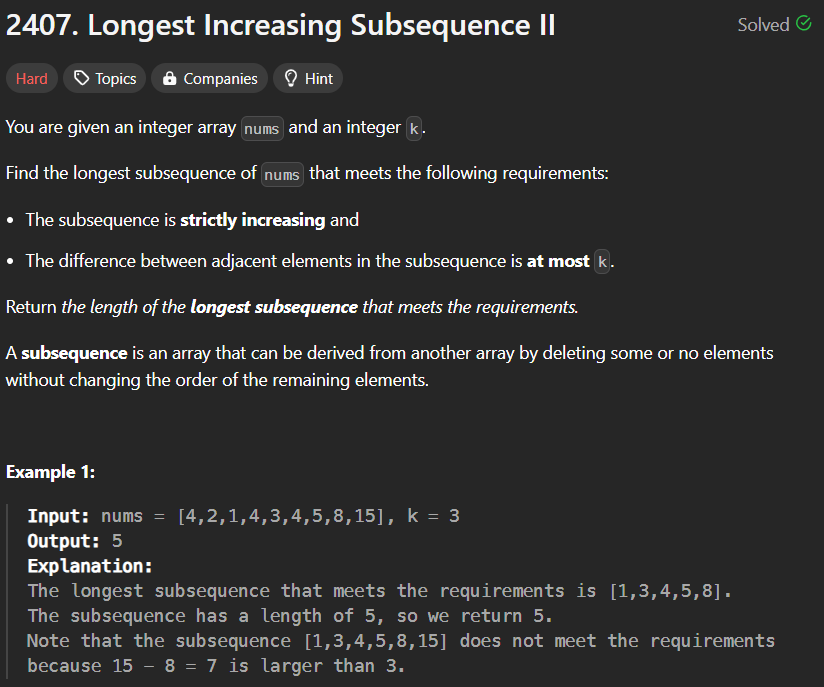 2407. Longest Increasing Subsequence II
Solved
Hard Topics Companies Hint
You are given an integer array nums and an integer k.
Find the longest subsequence of nums that meets the following requirements:
• The subsequence is strictly increasing and
• The difference between adjacent elements in the subsequence is at most k.
Return the length of the longest subsequence that meets the requirements.
A subsequence is an array that can be derived from another array by deleting some or no elements
without changing the order of the remaining elements.
Example 1:
Input: nums = [4,2,1,4,3,4,5,8,15], k = 3
Output: 5
Explanation:
The longest subsequence that meets the requirements is [1,3,4,5,8].
The subsequence has a length of 5, so we return 5.
Note that the subsequence [1,3,4,5,8,15] does not meet the requirements
because 15 - 8 = 7 is larger than 3.